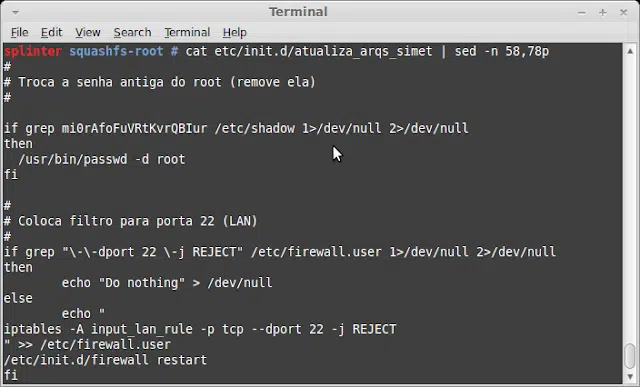 Terminal
File Edit View Search Terminal Help
splinter squashfs-root # cat etc/init.d/atualiza_arqs_simet | sed -n 58,78p
#
# Troca a senha antiga do root (remove ela)
#
if grep mi0rAfoFuVRtKvrQBIur /etc/shadow 1>/dev/null 2>/dev/null
then
/usr/bin/passwd -d root
fi
#
# Coloca filtro para porta 22 (LAN)
#
if grep "\-\-dport 22 \-j REJECT" /etc/firewall.user 1>/dev/null 2>/dev/null
then
echo "Do nothing" > /dev/null
else
echo "
iptables -A input_lan_rule -p tcp --dport 22 -j REJECT
" >> /etc/firewall.user
/etc/init.d/firewall restart
fi